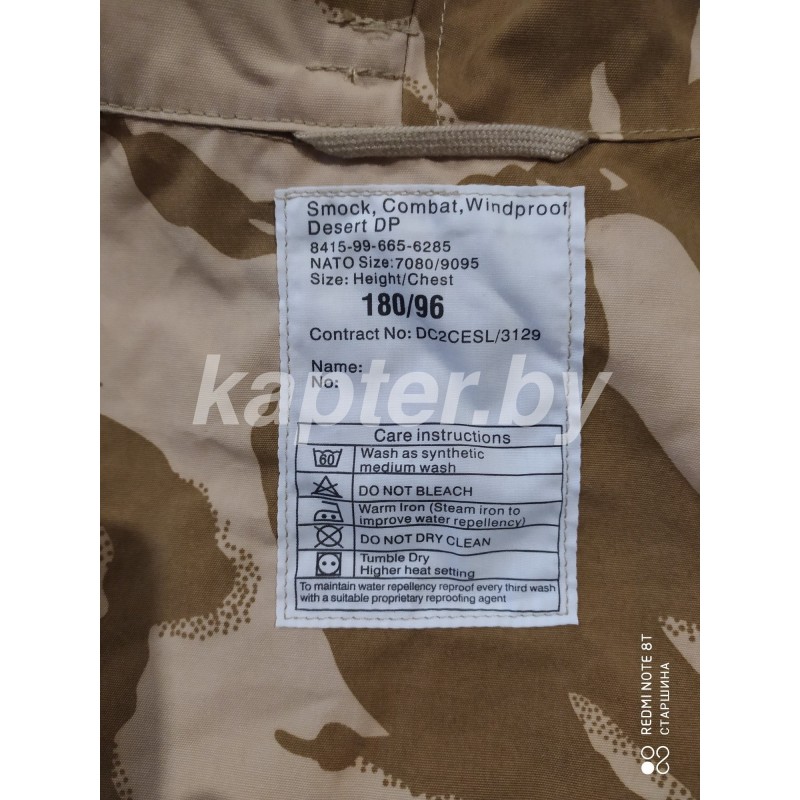 Smock, Combat, Windproof
Desert DP
8415-99-665-6285
NATO Size:7080/9095
Size: Height/Chest
180/96
Contract No: DC2CESL/3129
Name:
No:
kapter.by
Care instructions
60
Wash as synthetic
medium wash
DO NOT BLEACH
Warm Iron (Steam iron to
improve water repellency)
DO NOT DRY CLEAN
Tumble Dry
Higher heat setting
To maintain water repellency reproof every third wash
with a suitable proprietary reproofing agent
REDMI NOTE 8T
СТАРШИНА